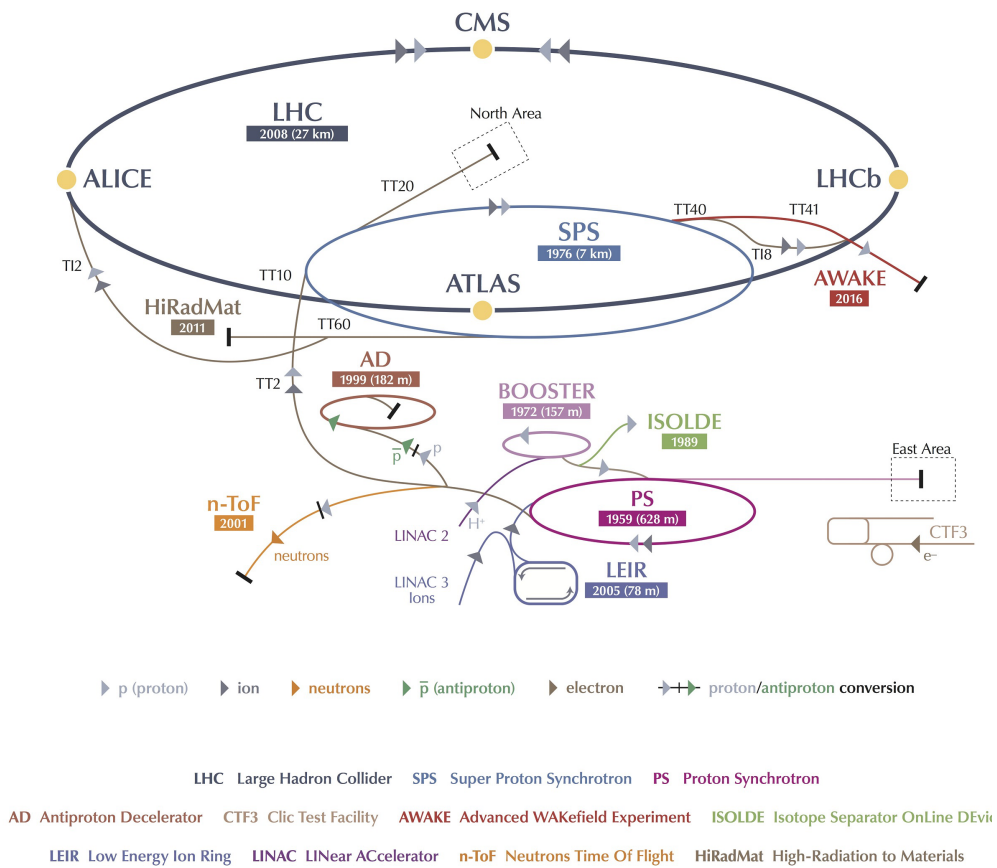 CMS
LHC
2008 (27 km)
North Area
ALICE
LHCb
TT20
TT40
TT41
SPS
1976 (7 km)
TI8
TI2
TT10
ATLAS
AWAKE
2016
HiRadMat
2011
TT60
AD
1999 (182 m)
TT2
BOOSTER
1972 (157 m)
ISOLDE
1989
East Area
p
p̅
n-ToF
2001
PS
1959 (628 m)
H⁺
LINAC 2
neutrons
CTF3
e⁻
LEIR
2005 (78 m)
LINAC 3
Ions
p (proton) ion neutrons p̅ (antiproton) electron proton/antiproton conversion
LHC Large Hadron Collider SPS Super Proton Synchrotron PS Proton Synchrotron
AD Antiproton Decelerator CTF3 Clic Test Facility AWAKE Advanced WAKefield Experiment ISOLDE Isotope Separator OnLine DEvic
LEIR Low Energy Ion Ring LINAC LINear ACcelerator n-ToF Neutrons Time Of Flight HiRadMat High-Radiation to Materials